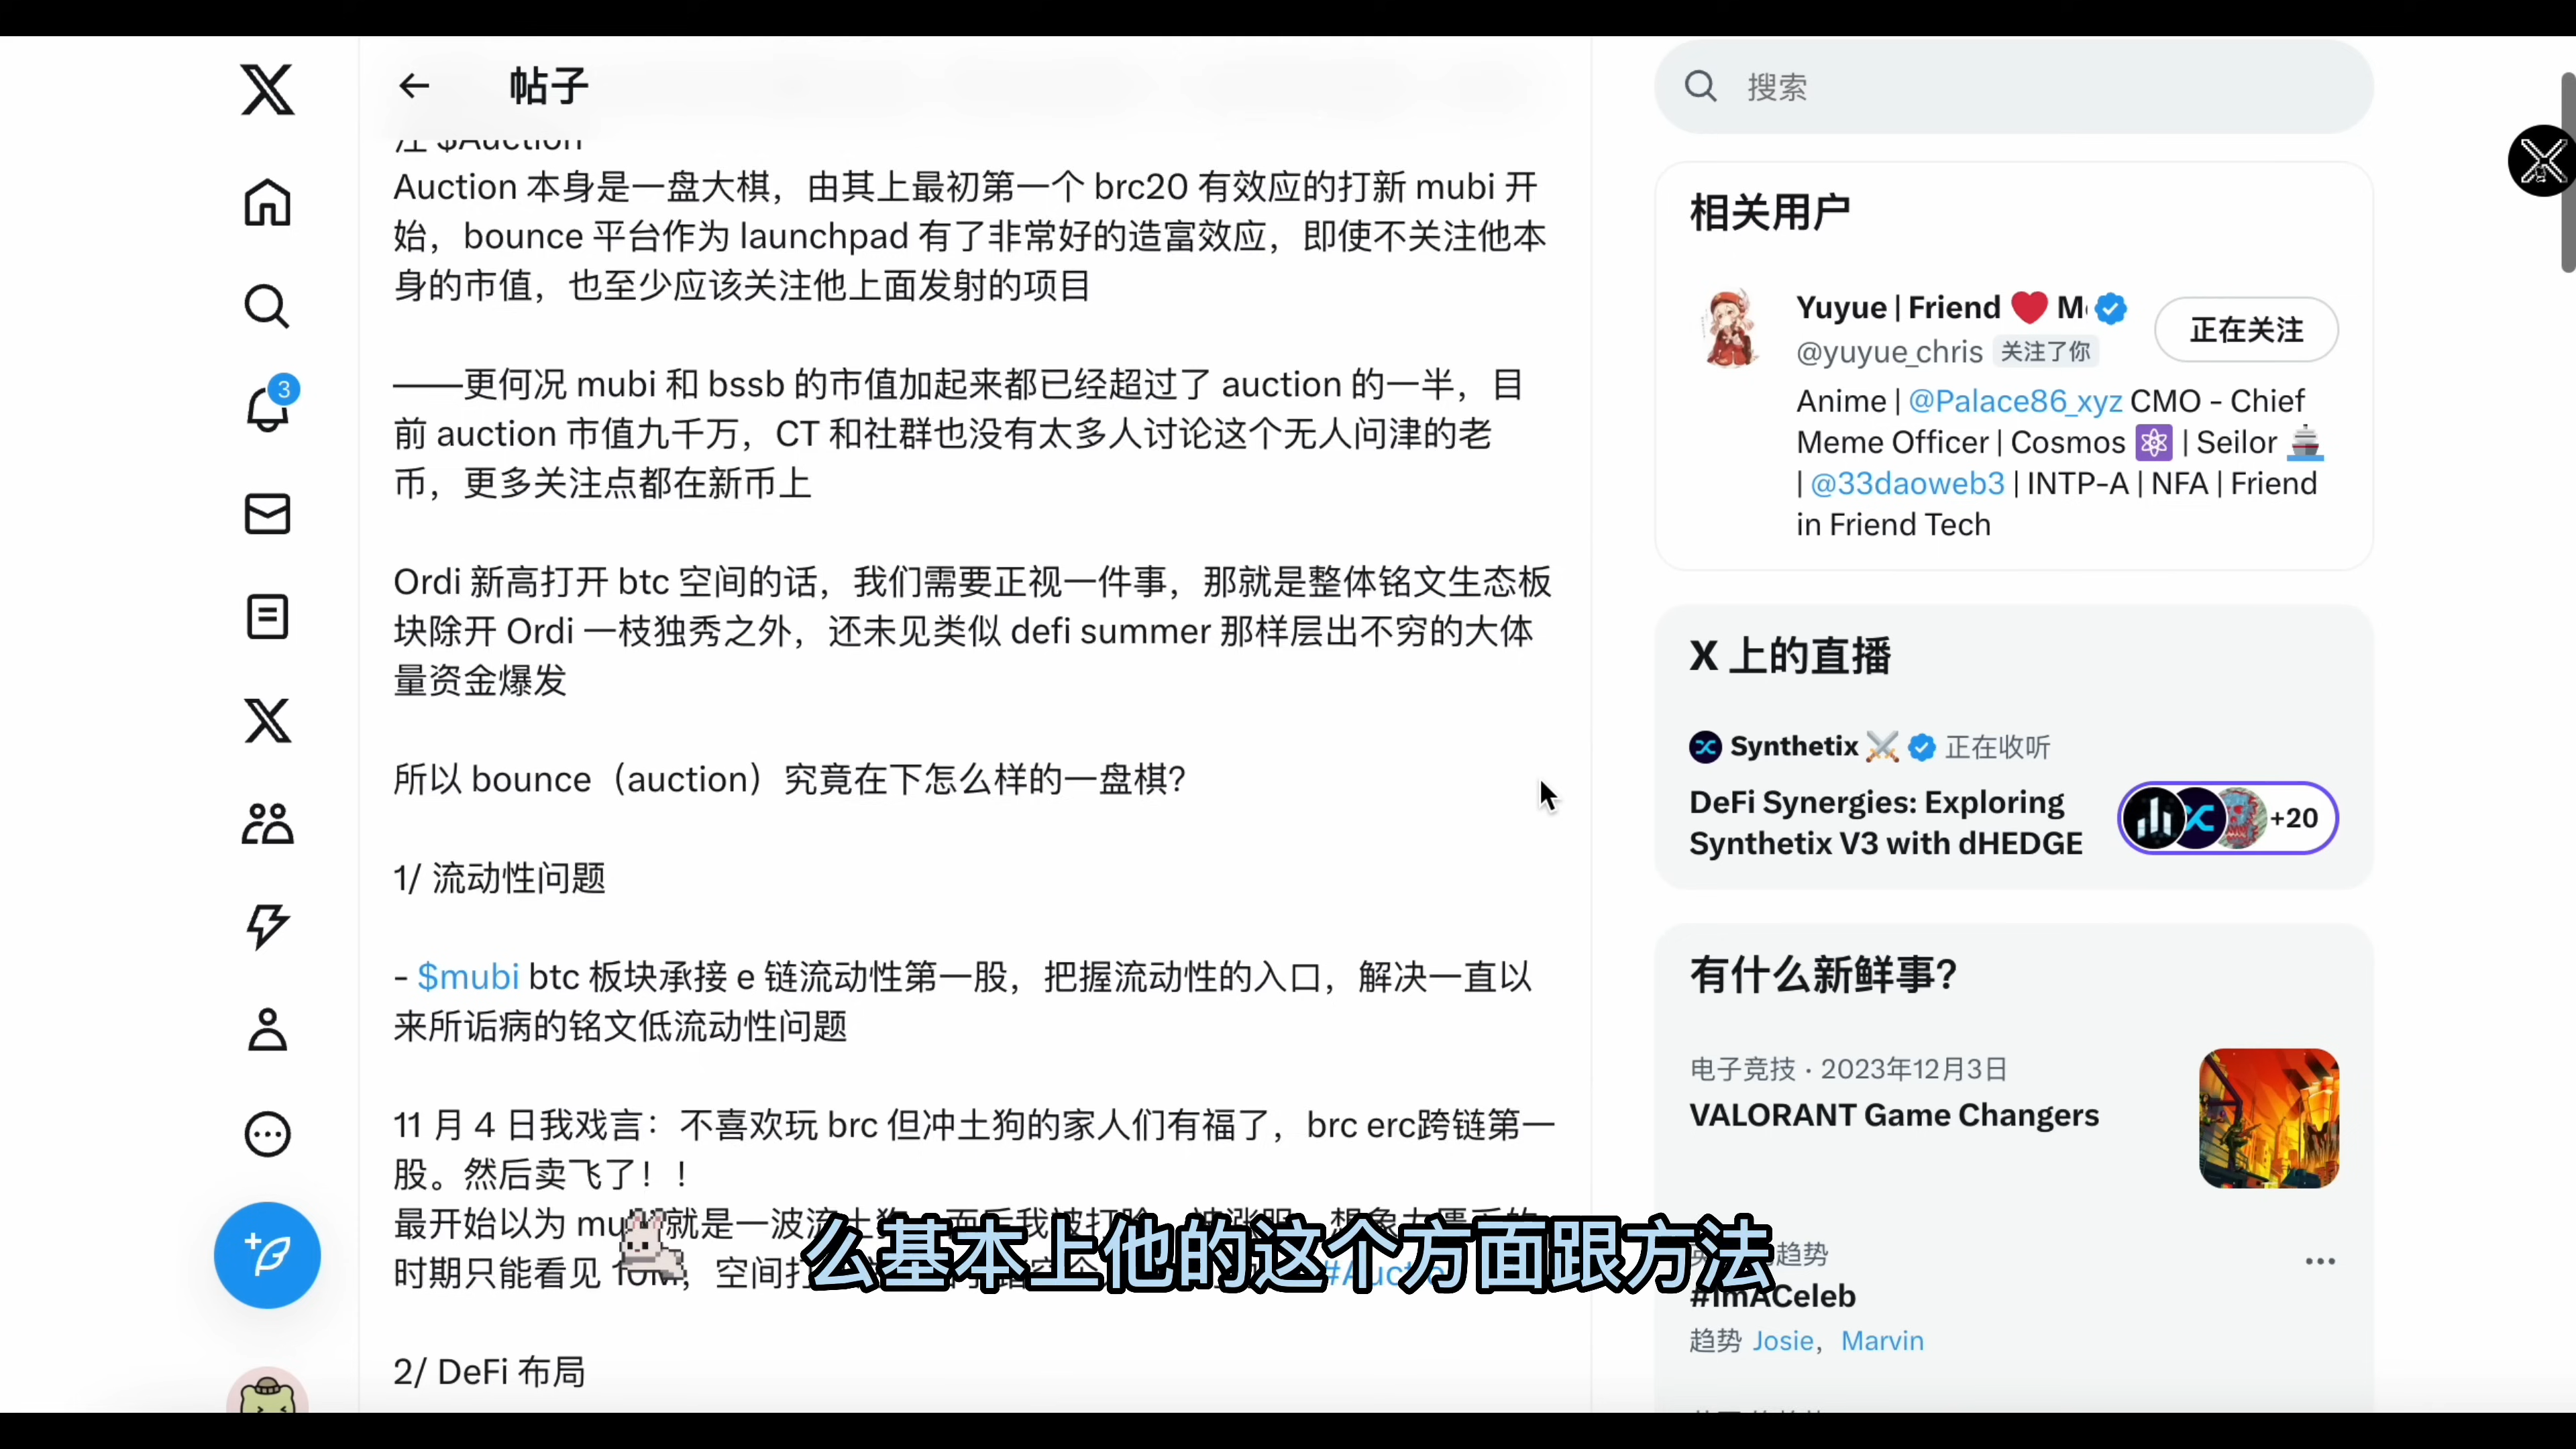 帖子
注 $Auction
Auction 本身是一盘大棋，由其上最初第一个 brc20 有效应的打新 mubi 开
始，bounce 平台作为 launchpad 有了非常好的造富效应，即使不关注他本
身的市值，也至少应该关注他上面发射的项目
——更何况 mubi 和 bssb 的市值加起来都已经超过了 auction 的一半，目
前 auction 市值九千万，CT 和社群也没有太多人讨论这个无人问津的老
币，更多关注点都在新币上
Ordi 新高打开 btc 空间的话，我们需要正视一件事，那就是整体铭文生态板
块除开 Ordi 一枝独秀之外，还未见类似 defi summer 那样层出不穷的大体
量资金爆发
所以 bounce（auction）究竟在下怎么样的一盘棋？
1/ 流动性问题
- $mubi btc 板块承接 e 链流动性第一股，把握流动性的入口，解决一直以
来所诟病的铭文低流动性问题
11 月 4 日我戏言：不喜欢玩 brc 但冲土狗的家人们有福了，brc erc跨链第一
股。然后卖飞了！！
最开始以为 mu 就是一波流
时期只能看见 10 ，空间打 #Auctio
么基本上他的这个方面跟方法
2/ DeFi 布局
3
搜索
相关用户
Yuyue | Friend ❤️ M
@yuyue_chris 关注了你
正在关注
Anime | @Palace86_xyz CMO - Chief
Meme Officer | Cosmos ⚛️ | Seilor 🚢
| @33daoweb3 | INTP-A | NFA | Friend
in Friend Tech
X 上的直播
Synthetix ⚔️ 正在收听
DeFi Synergies: Exploring
Synthetix V3 with dHEDGE
+20
有什么新鲜事？
电子竞技 · 2023年12月3日
VALORANT Game Changers
趋势
#ImACeleb
趋势 Josie， Marvin